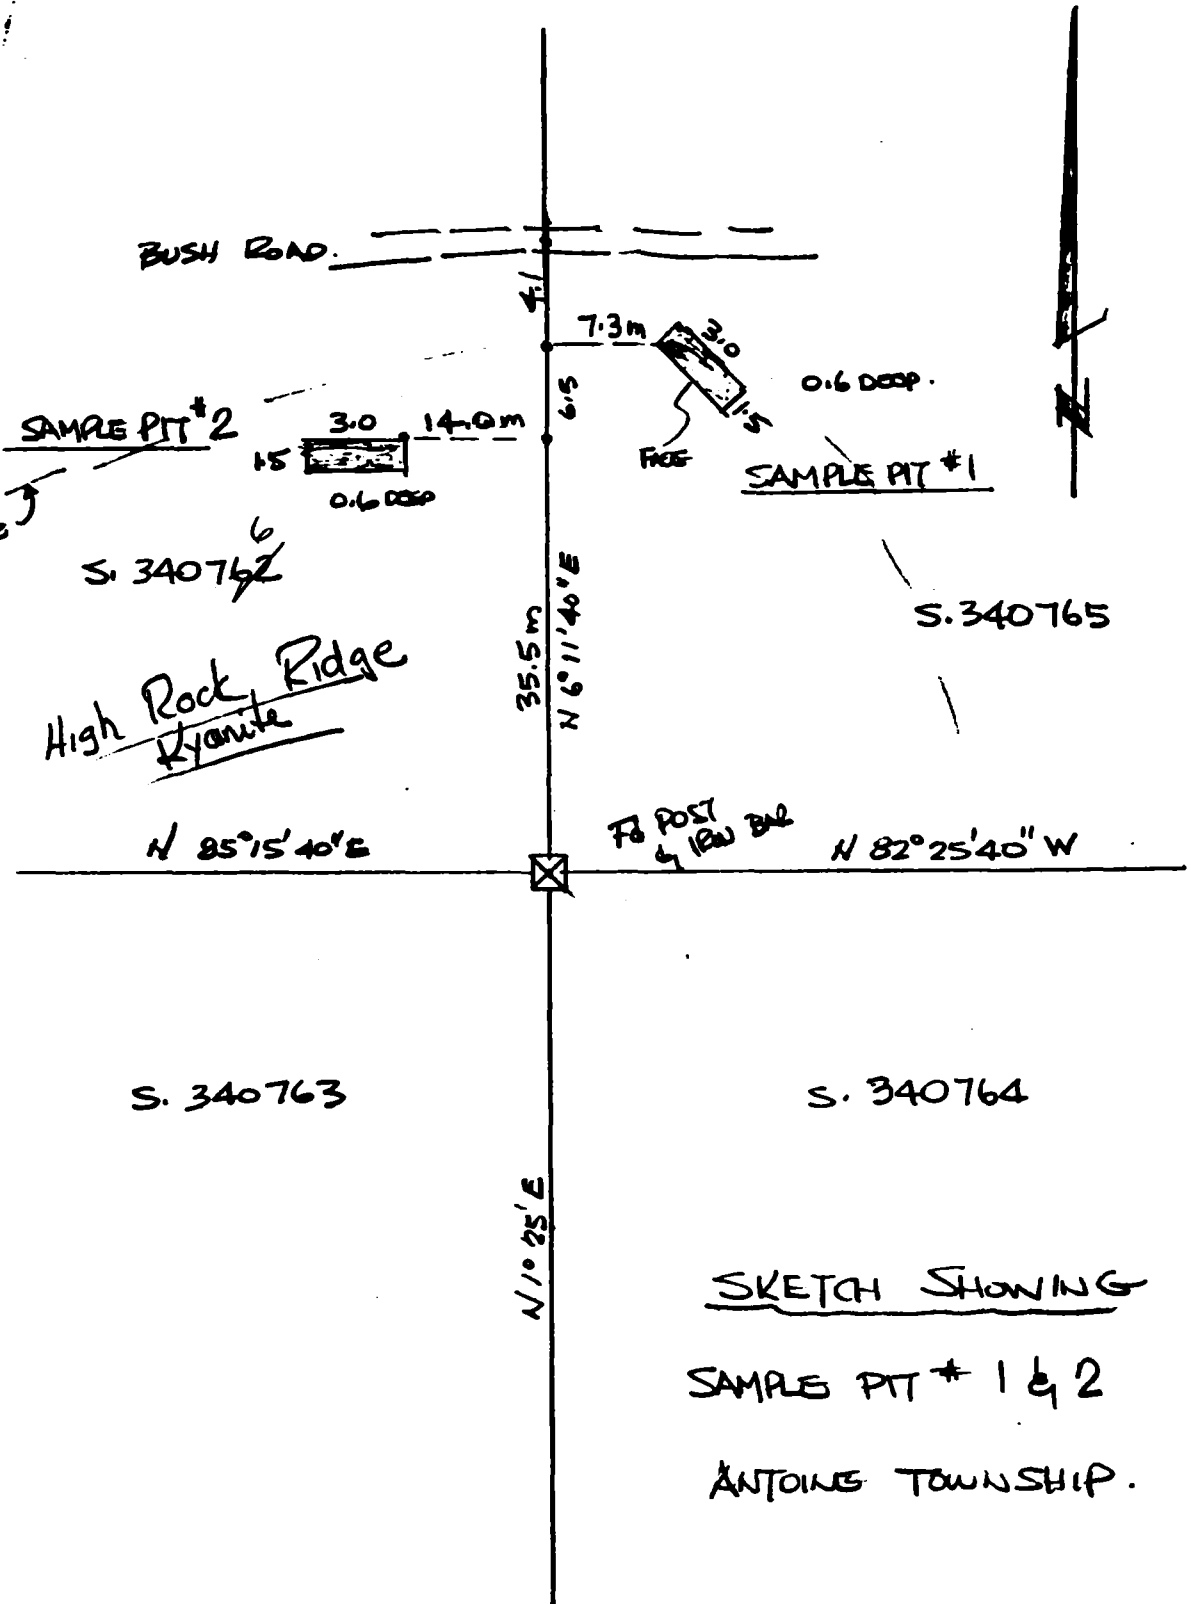 BUSH ROAD.
4.1
7.3 m
3.0
1.5
0.6 DEEP.
6.5
FACE
SAMPLE PIT #1
SAMPLE PIT #2
3.0
14.0 m
1.5
0.6 DEEP
6
S. 340762
S. 340765
35.5 m
N 6° 11' 40" E
High Rock Ridge
Kyanite
N 85° 15' 40" E
Fd POST
& IRON BAR
N 82° 25' 40" W
S. 340763
S. 340764
N 1° 35' E
SKETCH SHOWING
SAMPLE PIT # 1 & 2
ANTOINE TOWNSHIP.